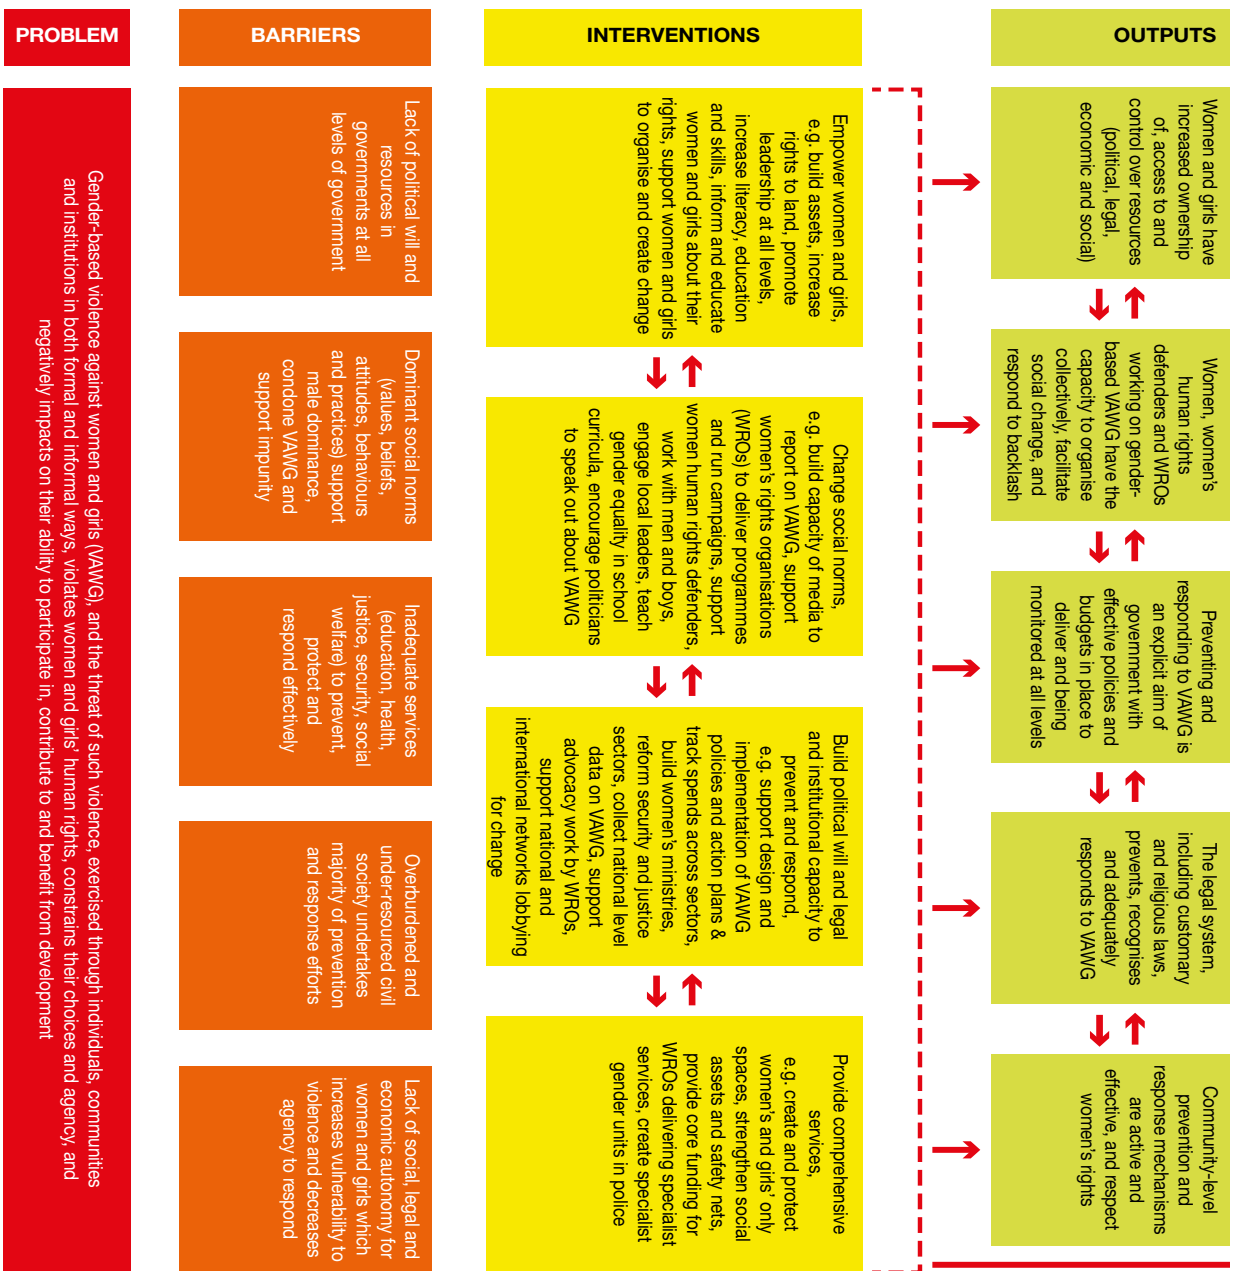 PROBLEM
Gender-based violence against women and girls (VAWG), and the threat of such violence, exercised through individuals, communities
and institutions in both formal and informal ways, violates women and girls’ human rights, constrains their choices and agency, and
negatively impacts on their ability to participate in, contribute to and benefit from development
BARRIERS
Lack of political will and
resources in
governments at all
levels of government
Dominant social norms
(values, beliefs,
attitudes, behaviours
and practices) support
male dominance,
condone VAWG and
support impunity
Inadequate services
(education, health,
justice, security, social
welfare) to prevent,
protect and
respond effectively
Overburdened and
under-resourced civil
society undertakes
majority of prevention
and response efforts
Lack of social, legal and
economic autonomy for
women and girls which
increases vulnerability to
violence and decreases
agency to respond
INTERVENTIONS
Empower women and girls,
e.g. build assets, increase
rights to land, promote
leadership at all levels,
increase literacy, education
and skills, inform and educate
women and girls about their
rights, support women and girls
to organise and create change
Change social norms,
e.g. build capacity of media to
report on VAWG, support
women’s rights organisations
(WROs) to deliver programmes
and run campaigns, support
women human rights defenders,
work with men and boys,
engage local leaders, teach
gender equality in school
curricula, encourage politicians
to speak out about VAWG
Build political will and legal
and institutional capacity to
prevent and respond,
e.g. support design and
implementation of VAWG
policies and action plans &
track spends across sectors,
build women’s ministries,
reform security and justice
sectors, collect national level
data on VAWG, support
advocacy work by WROs,
support national and
international networks lobbying
for change
Provide comprehensive
services,
e.g. create and protect
women’s and girls’ only
spaces, strengthen social
assets and safety nets,
provide core funding for
WROs delivering specialist
services, create specialist
gender units in police
OUTPUTS
Women and girls have
increased ownership
of, access to and
control over resources
(political, legal,
economic and social)
Women, women’s
human rights
defenders and WROs
working on gender-
based VAWG have the
capacity to organise
collectively, facilitate
social change, and
respond to backlash
Preventing and
responding to VAWG is
an explicit aim of
government with
effective policies and
budgets in place to
deliver and being
monitored at all levels
The legal system,
including customary
and religious laws,
prevents, recognises
and adequately
responds to VAWG
Community-level
prevention and
response mechanisms
are active and
effective, and respect
women’s rights